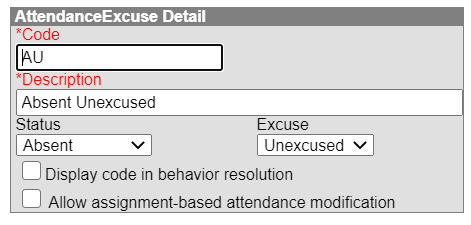 AttendanceExcuse Detail
*Code
AU
*Description
Absent Unexcused
Status Excuse
Absent Unexcused
Display code in behavior resolution
Allow assignment-based attendance modification